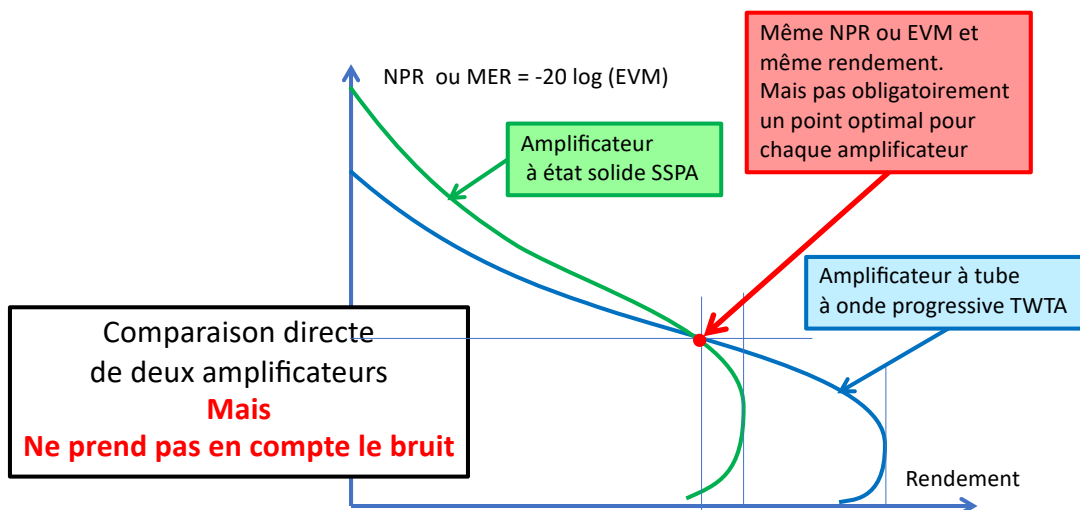 NPR ou MER = -20 log (EVM)
Même NPR ou EVM et
même rendement.
Mais pas obligatoirement
un point optimal pour
chaque amplificateur
Amplificateur
à état solide SSPA
Amplificateur à tube
à onde progressive TWTA
Comparaison directe
de deux amplificateurs
Mais
Ne prend pas en compte le bruit
Rendement